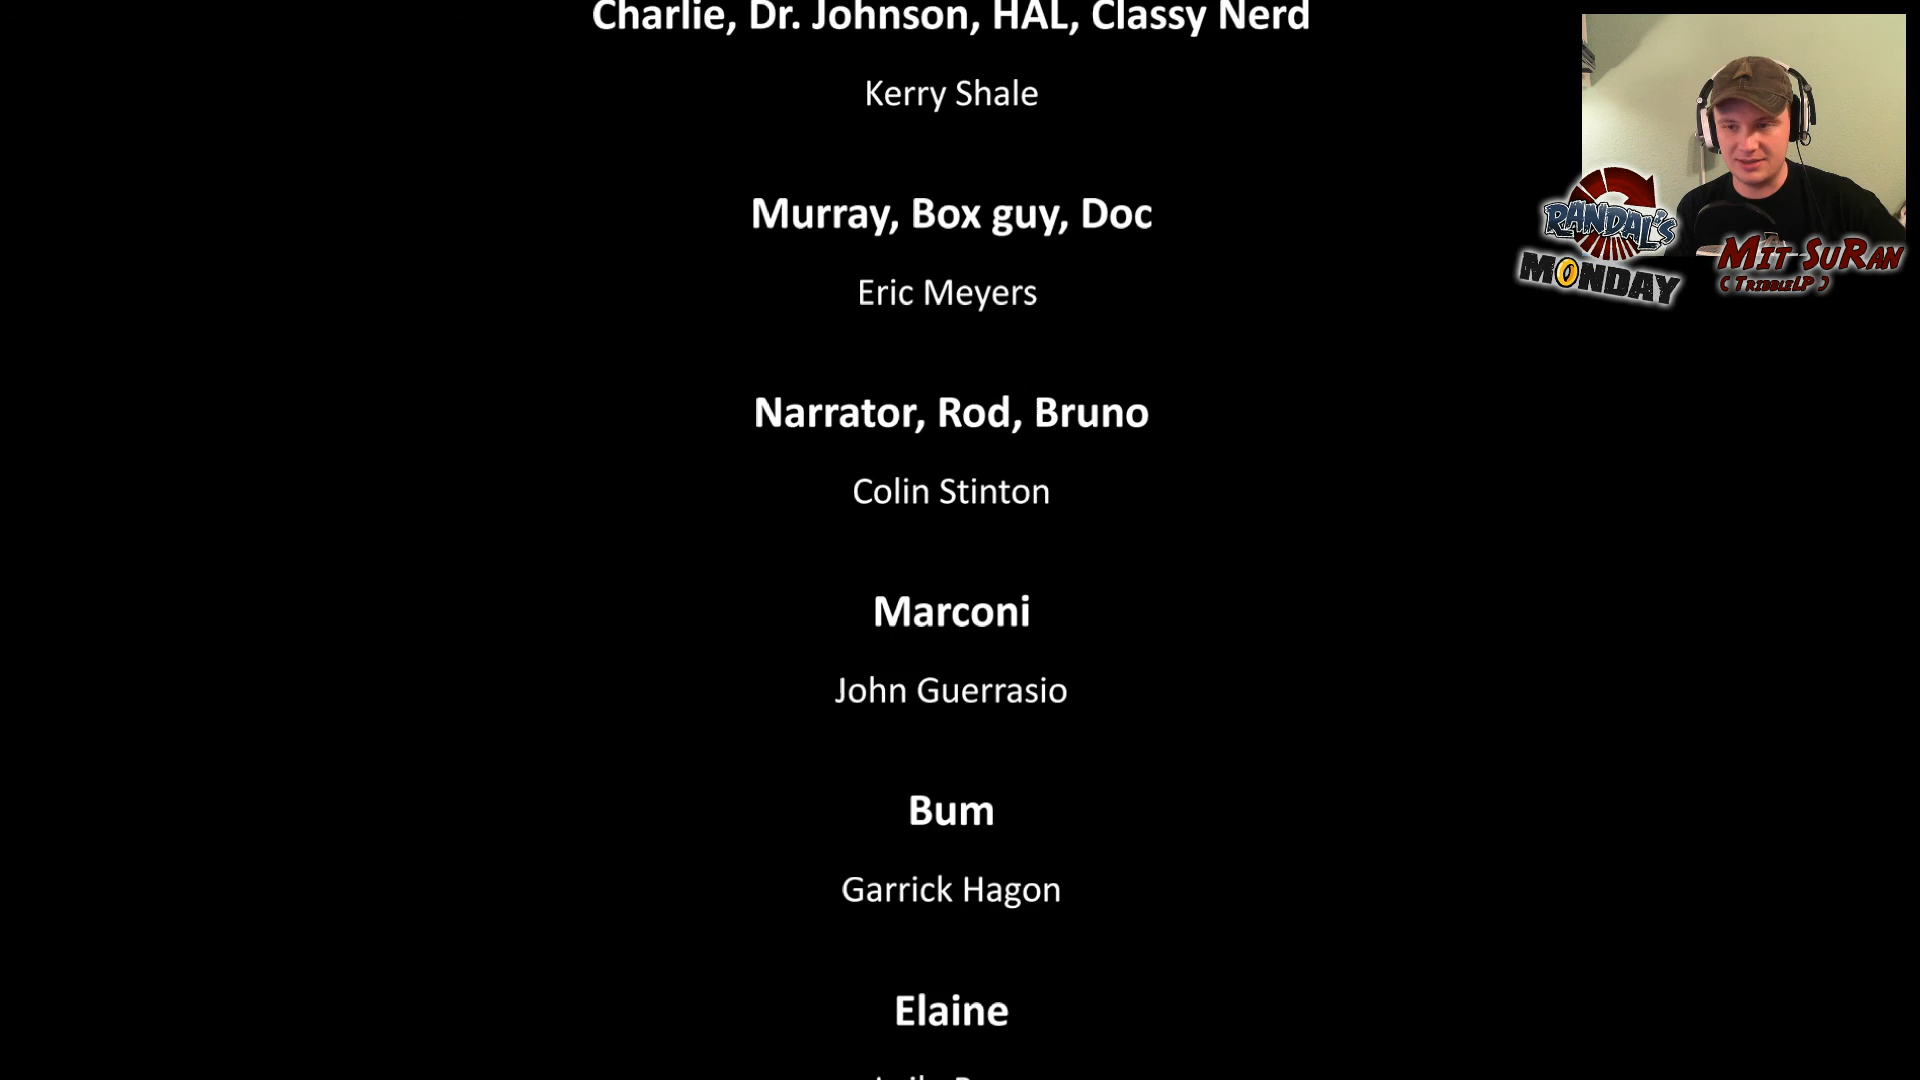 Charlie, Dr. Johnson, HAL, Classy Nerd
Kerry Shale
Murray, Box guy, Doc
Eric Meyers
Narrator, Rod, Bruno
Colin Stinton
Marconi
John Guerrasio
Bum
Garrick Hagon
Elaine
RANDAL'S
MONDAY
MIT SURAN
(TRIBBLELP)